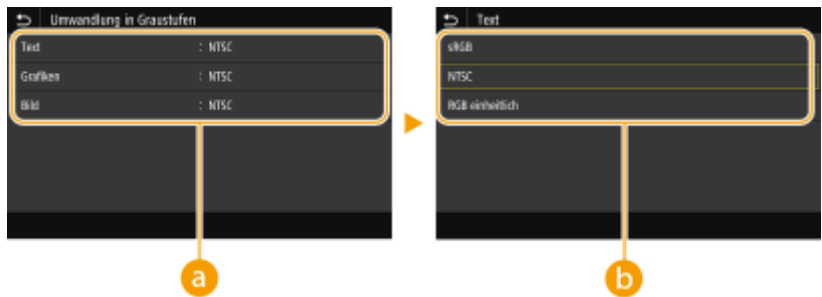 Umwandlung in Graustufen
Text : NTSC
Grafiken : NTSC
Bild : NTSC
a
Text
sRGB
NTSC
RGB einheitlich
b